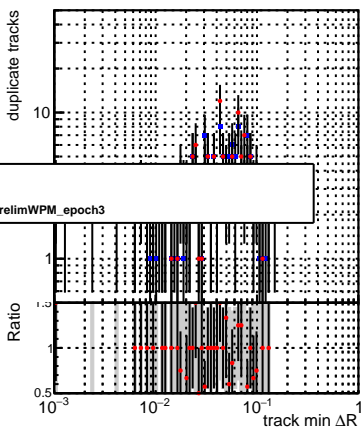 duplicate tracks
10
relimWPM_epoch3
1
Ratio
1.5
1
0.5
10⁻³ 10⁻² 10⁻¹ 1
track min ΔR